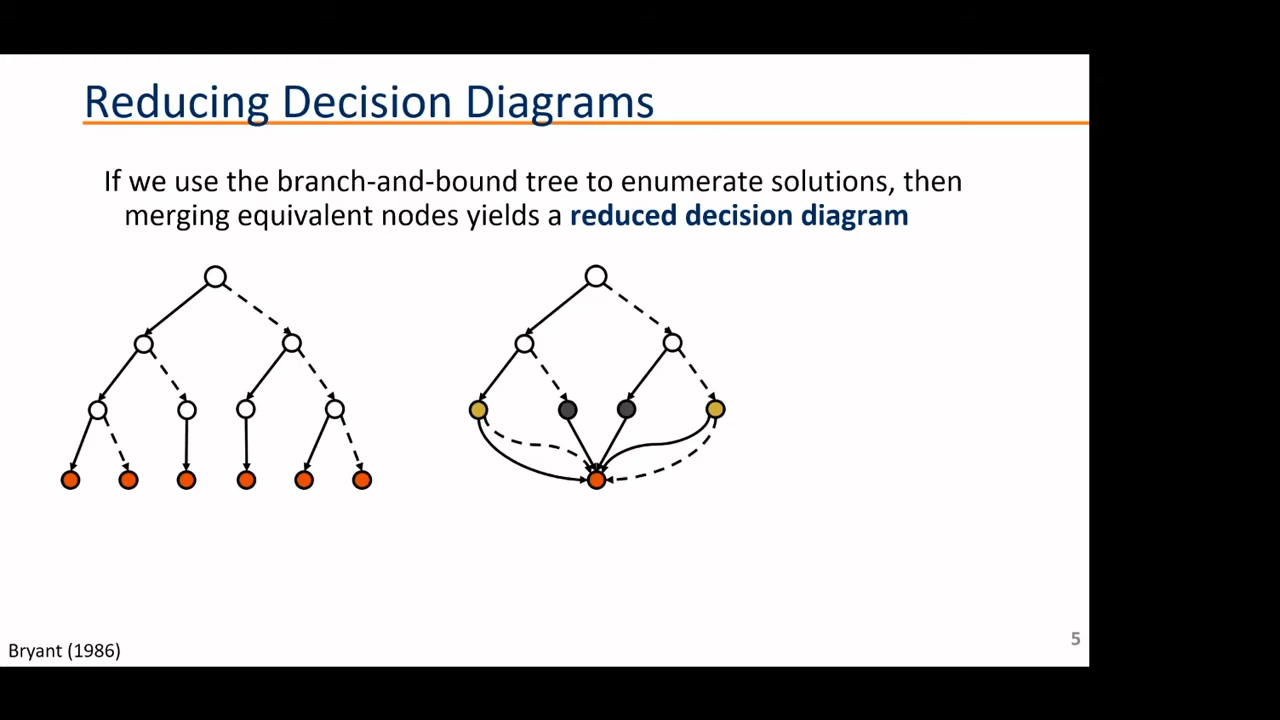 Reducing Decision Diagrams
If we use the branch-and-bound tree to enumerate solutions, then
merging equivalent nodes yields a reduced decision diagram
5
Bryant (1986)